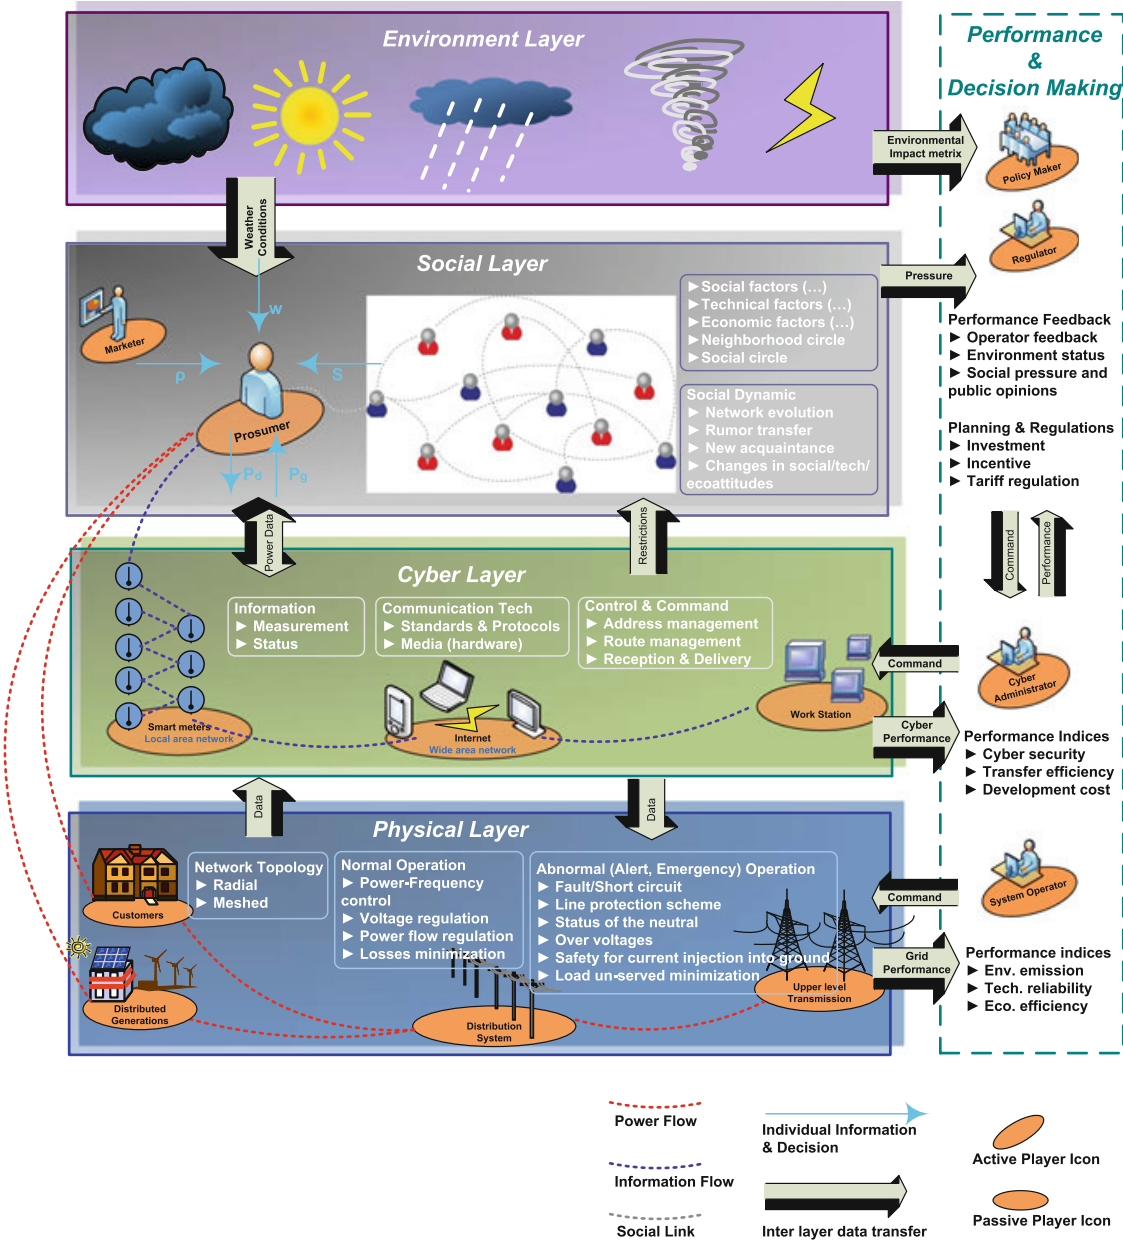 Environment Layer
Performance
&
Decision Making
Environmental
Impact metrix
Policy Maker
Weather
Conditions
Regulator
Social Layer
Pressure
Marketer
w
ρ
S
Prosumer
Pd
Pg
►Social factors (...)
►Technical factors (...)
►Economic factors (...)
►Neighborhood circle
►Social circle
Social Dynamic
► Network evolution
► Rumor transfer
► New acquaintance
► Changes in social/tech/
ecoattitudes
Performance Feedback
► Operator feedback
► Environment status
► Social pressure and
public opinions
Planning & Regulations
► Investment
► Incentive
► Tariff regulation
Power Data
Restrictions
Command
Performance
Cyber Layer
Information
► Measurement
► Status
Communication Tech
► Standards & Protocols
► Media (hardware)
Control & Command
► Address management
► Route management
► Reception & Delivery
Smart meters
Local area network
Internet
Wide area network
Work Station
Command
Cyber
Administrator
Cyber
Performance
Performance Indices
► Cyber security
► Transfer efficiency
► Development cost
Data
Data
Physical Layer
Customers
Network Topology
► Radial
► Meshed
Normal Operation
► Power-Frequency
control
► Voltage regulation
► Power flow regulation
► Losses minimization
Abnormal (Alert, Emergency) Operation
► Fault/Short circuit
► Line protection scheme
► Status of the neutral
► Over voltages
► Safety for current injection into ground
► Load un-served minimization
Distributed
Generations
Distribution
System
Upper level
Transmission
Command
System Operator
Grid
Performance
Performance indices
► Env. emission
► Tech. reliability
► Eco. efficiency
Power Flow
Individual Information
& Decision
Active Player Icon
Information Flow
Social Link
Inter layer data transfer
Passive Player Icon